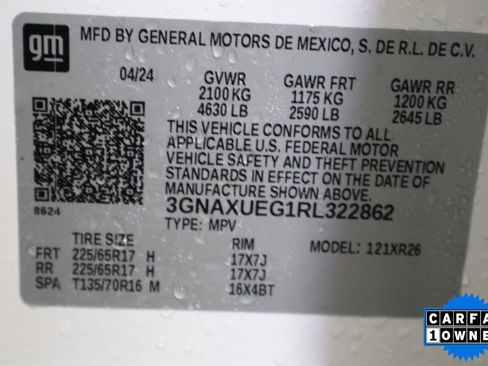 gm MFD BY GENERAL MOTORS DE MEXICO, S. DE R.L. DE C.V.
04/24 GVWR GAWR FRT GAWR RR
2100 KG 1175 KG 1200 KG
4630 LB 2590 LB 2645 LB
THIS VEHICLE CONFORMS TO ALL
APPLICABLE U.S. FEDERAL MOTOR
VEHICLE SAFETY AND THEFT PREVENTION
STANDARDS IN EFFECT ON THE DATE OF
MANUFACTURE SHOWN ABOVE.
8624 3GNAXUEG1RL322862
TYPE: MPV
TIRE SIZE RIM MODEL: 121XR26
FRT 225/65R17 H 17X7J
RR 225/65R17 H 17X7J
SPA T135/70R16 M 16X4BT
CARFA
1 OWNE